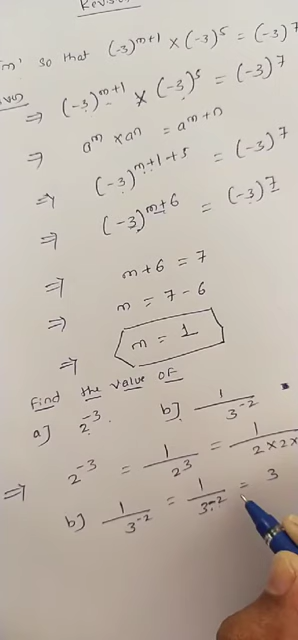 Revision
'm' so that (-3)^{m+1} × (-3)^5 = (-3)^7
⇒ (-3)^{m+1} × (-3)^5 = (-3)^7
⇒ a^m × a^n = a^{m+n}
⇒ (-3)^{m+1+5} = (-3)^7
⇒ (-3)^{m+6} = (-3)^7
⇒ m+6 = 7
⇒ m = 7-6
⇒ m = 1
Find the value of
a] 2^{-3} b] 1/3^{-2}
⇒ 2^{-3} = 1/2^3 = 1/2×2×
b] 1/3^{-2} = 1/3^{-2} = 3